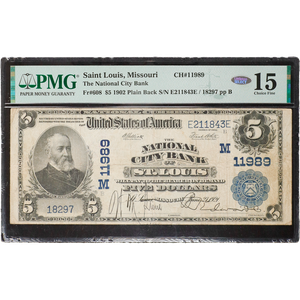 PMG
PAPER MONEY GUARANTY
Saint Louis, Missouri CH#11989
The National City Bank
Fr#608 $5 1902 Plain Back S/N E211843E / 18297 pp B
15
Choice Fine
United States of America
E211843E
5
5
M
11989
NATIONAL
CITY BANK
OF
ST. LOUIS
M
11989
FIVE DOLLARS
5
18297